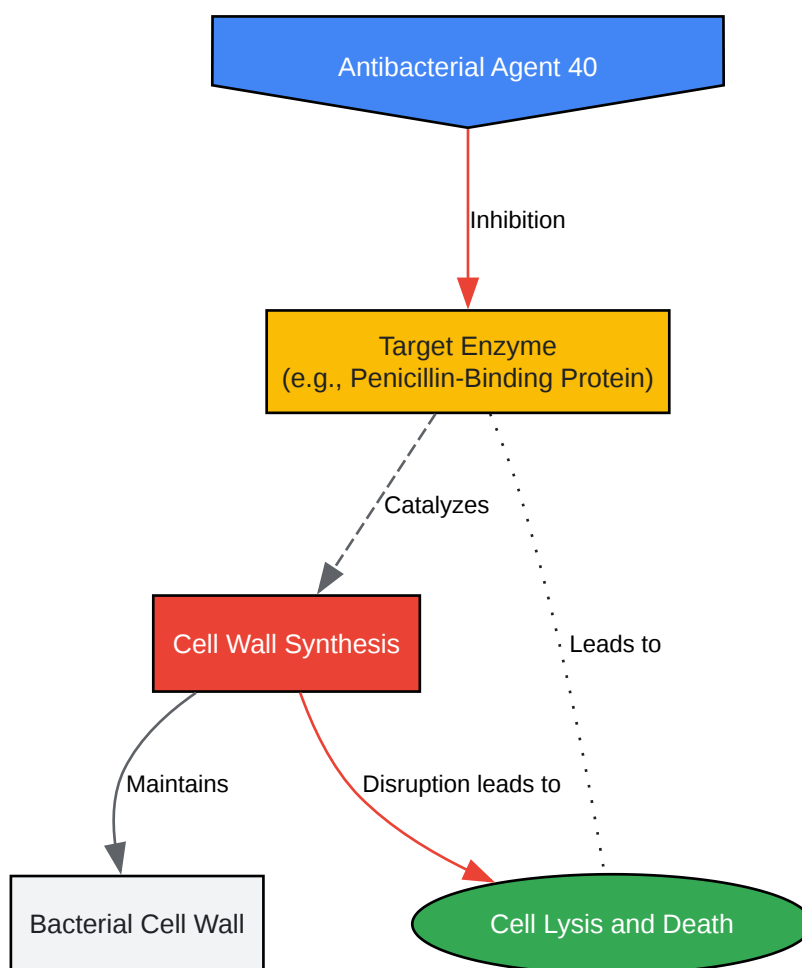 Antibacterial Agent 40
Inhibition
Target Enzyme
(e.g., Penicillin-Binding Protein)
Catalyzes
Cell Wall Synthesis
Leads to
Maintains
Disruption leads to
Bacterial Cell Wall
Cell Lysis and Death